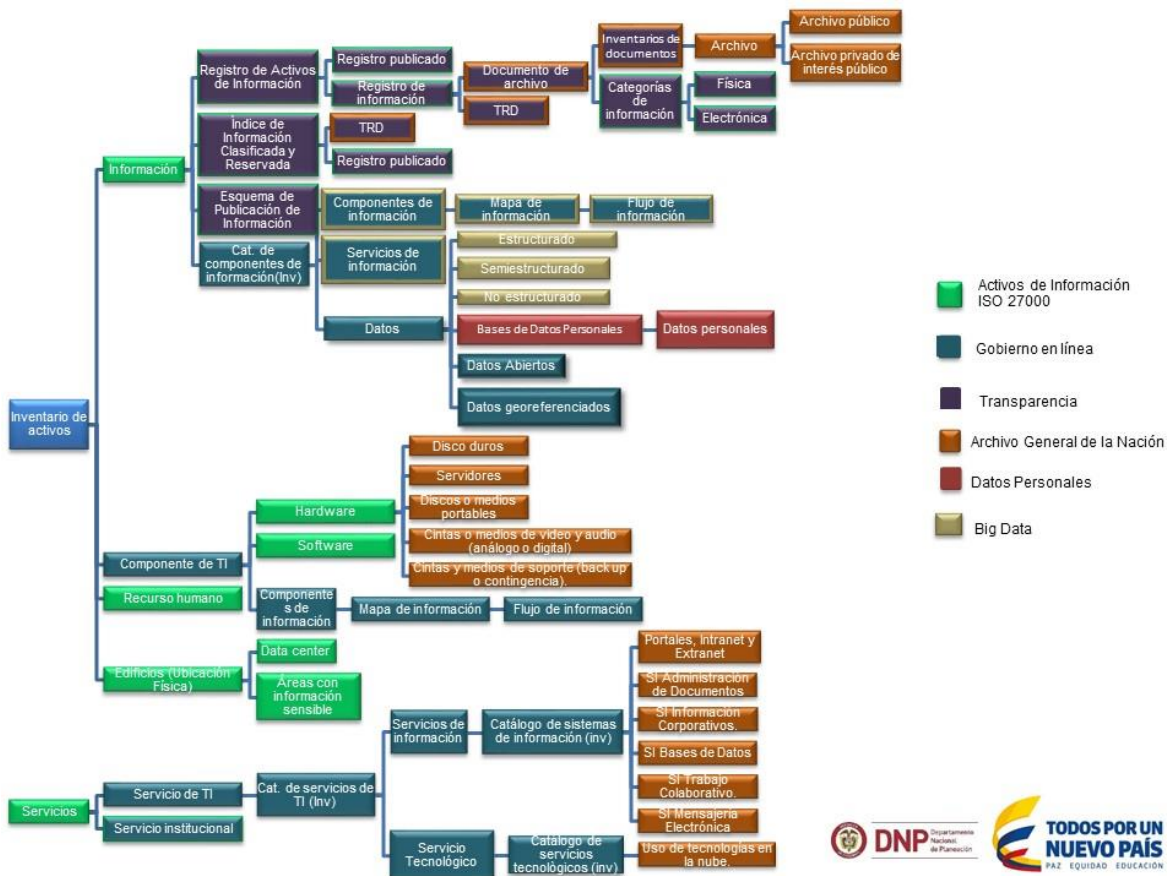 Archivo público
Inventarios de
documentos
Archivo
Archivo privado de
interés público
Registro publicado
Registro de Activos
de Información
Registro de
información
Documento de
archivo
TRD
Categorías
de
información
Física
Electrónica
Índice de
Información
Clasificada y
Reservada
TRD
Registro publicado
Información
Esquema de
Publicación de
Información
Componentes de
información
Mapa de
información
Flujo de
información
Cat. de
componentes de
información(Inv)
Servicios de
información
Estructurado
Semiestructurado
No estructurado
Datos
Bases de Datos Personales
Datos personales
Datos Abiertos
Datos georeferenciados
Inventario de
activos
Disco duros
Servidores
Hardware
Discos o medios
portables
Software
Cintas o medios de video y audio
(análogo o digital)
Cintas y medios de soporte (back up
o contingencia).
Componente de TI
Recurso humano
Componente
s de
información
Mapa de información
Flujo de información
Edificios (Ubicación
Física)
Data center
Áreas con
información
sensible
Portales, Intranet y
Extranet
SI Administración
de Documentos
Servicios de
información
Catálogo de sistemas
de información (inv)
SI Información
Corporativos.
SI Bases de Datos
SI Trabajo
Colaborativo.
SI Mensajería
Electrónica
Servicios
Servicio de TI
Servicio institucional
Cat. de servicios de
TI (Inv)
Servicio
Tecnológico
Catálogo de
servicios
tecnológicos (inv)
Uso de tecnologías en
la nube.
Activos de Información
ISO 27000
Gobierno en línea
Transparencia
Archivo General de la Nación
Datos Personales
Big Data
DNP
Departamento
Nacional
de Planeación
TODOS POR UN
NUEVO PAÍS
PAZ EQUIDAD EDUCACIÓN